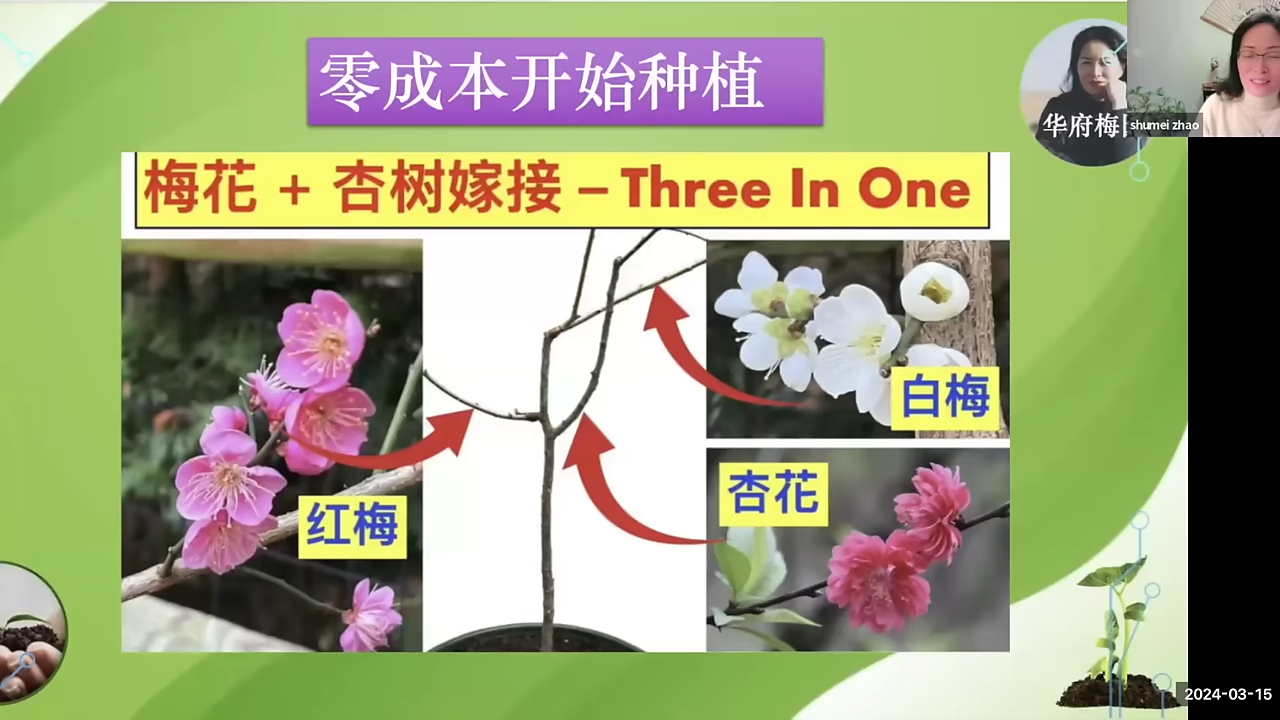 零成本开始种植
华府梅
shumei zhao
梅花 + 杏树嫁接 – Three In One
白梅
杏花
红梅
2024-03-15